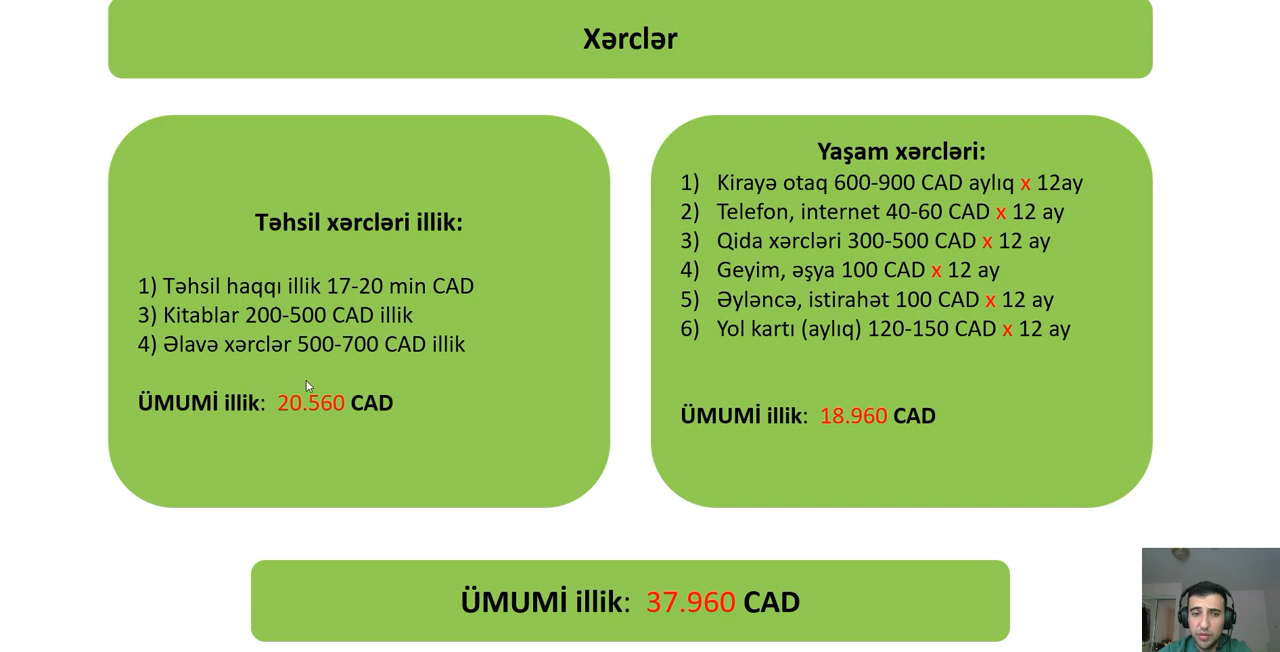 Xərclər
Təhsil xərcləri illik:
1) Təhsil haqqı illik 17-20 min CAD
3) Kitablar 200-500 CAD illik
4) Əlavə xərclər 500-700 CAD illik
ÜMUMİ illik: 20.560 CAD
Yaşam xərcləri:
1) Kirayə otaq 600-900 CAD aylıq x 12ay
2) Telefon, internet 40-60 CAD x 12 ay
3) Qida xərcləri 300-500 CAD x 12 ay
4) Geyim, əşya 100 CAD x 12 ay
5) Əyləncə, istirahət 100 CAD x 12 ay
6) Yol kartı (aylıq) 120-150 CAD x 12 ay
ÜMUMİ illik: 18.960 CAD
ÜMUMİ illik: 37.960 CAD